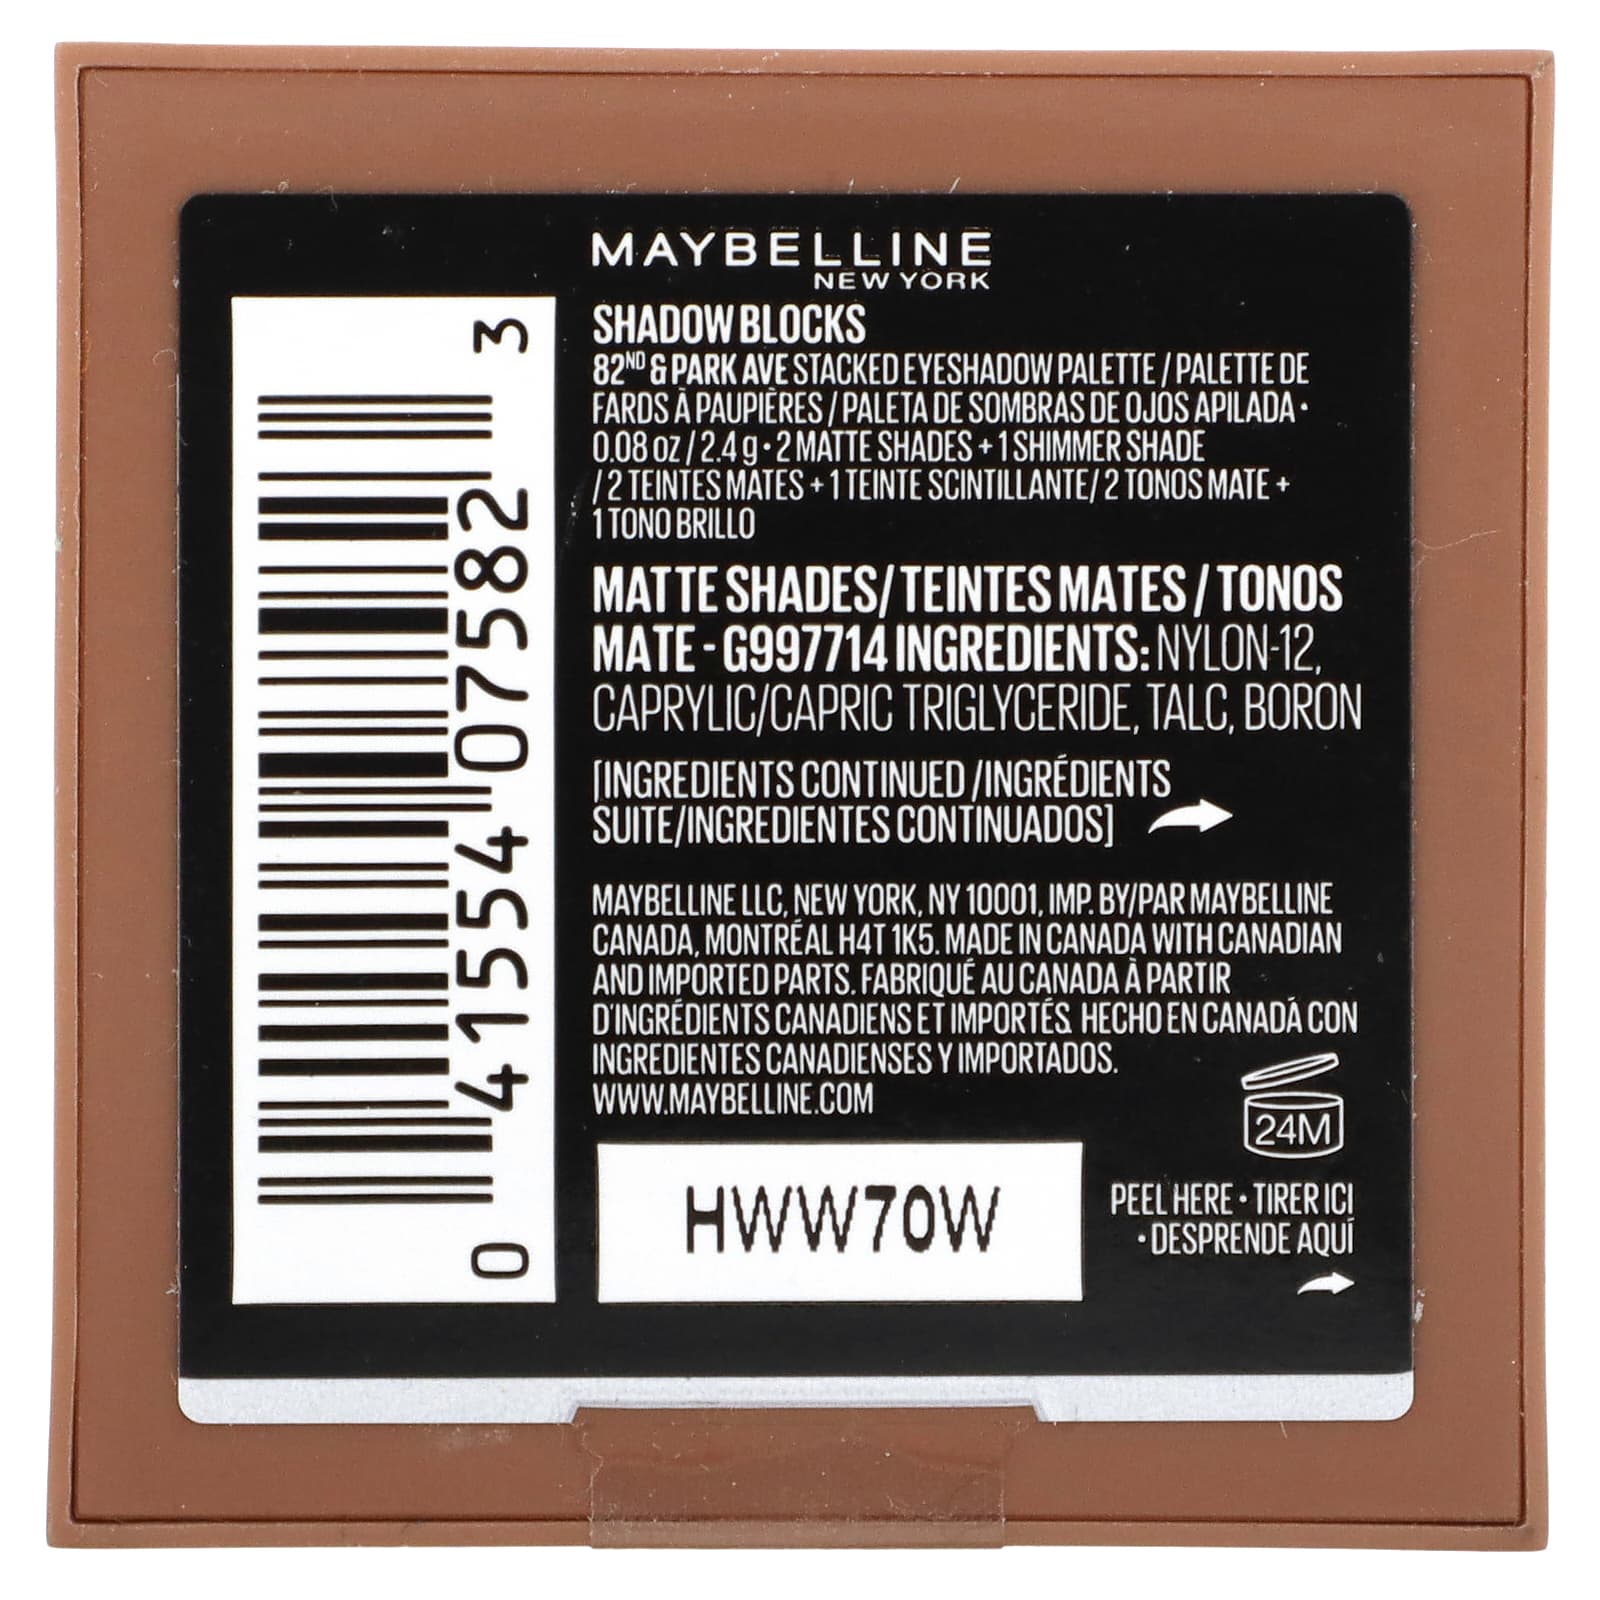 MAYBELLINE
NEW YORK
SHADOW BLOCKS
82ND & PARK AVE STACKED EYESHADOW PALETTE / PALETTE DE
FARDS À PAUPIÈRES / PALETA DE SOMBRAS DE OJOS APILADA •
0.08 oz / 2.4 g • 2 MATTE SHADES + 1 SHIMMER SHADE
/ 2 TEINTES MATES + 1 TEINTE SCINTILLANTE/ 2 TONOS MATE +
1 TONO BRILLO
MATTE SHADES/ TEINTES MATES / TONOS
MATE - G997714 INGREDIENTS: NYLON-12,
CAPRYLIC/CAPRIC TRIGLYCERIDE, TALC, BORON
[INGREDIENTS CONTINUED /INGRÉDIENTS
SUITE/INGREDIENTES CONTINUADOS]
MAYBELLINE LLC, NEW YORK, NY 10001, IMP. BY/PAR MAYBELLINE
CANADA, MONTRÉAL H4T 1K5. MADE IN CANADA WITH CANADIAN
AND IMPORTED PARTS. FABRIQUÉ AU CANADA À PARTIR
D'INGRÉDIENTS CANADIENS ET IMPORTÉS. HECHO EN CANADÁ CON
INGREDIENTES CANADIENSES Y IMPORTADOS.
WWW.MAYBELLINE.COM
24M
HWW70W
PEEL HERE • TIRER ICI
• DESPRENDE AQUÍ
0 41554 07582 3